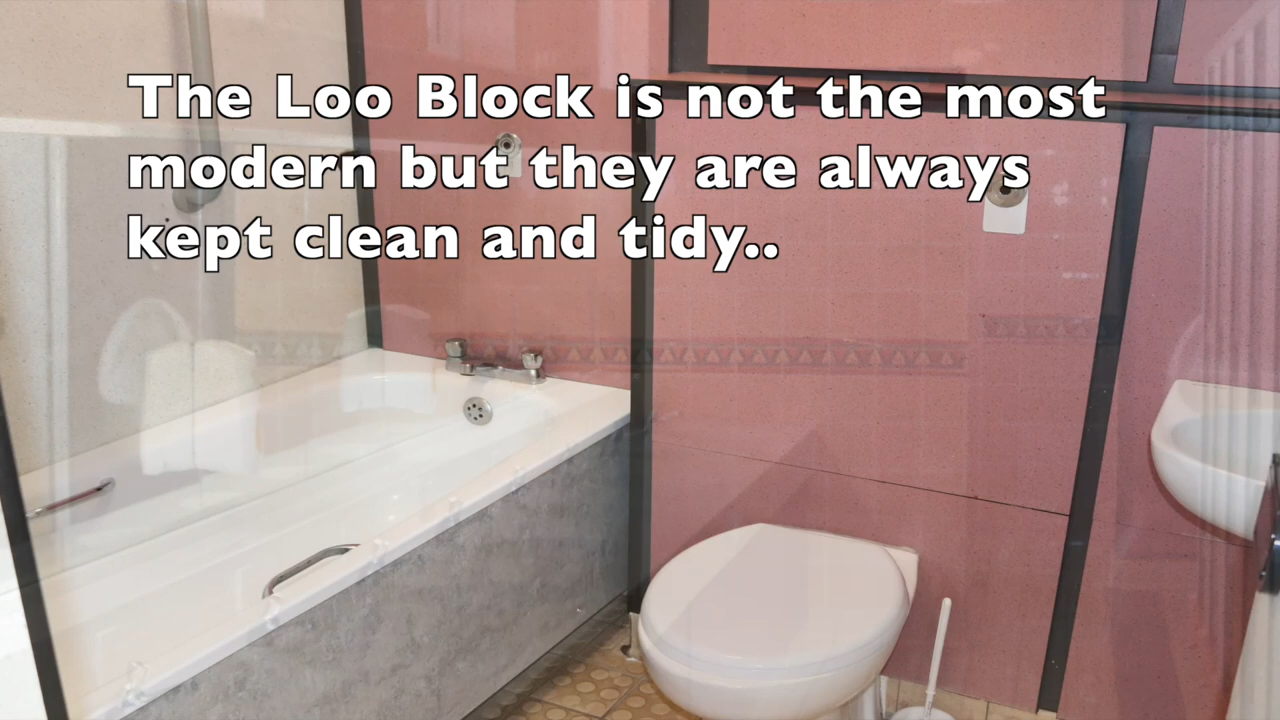 The Loo Block is not the most
modern but they are always
kept clean and tidy..